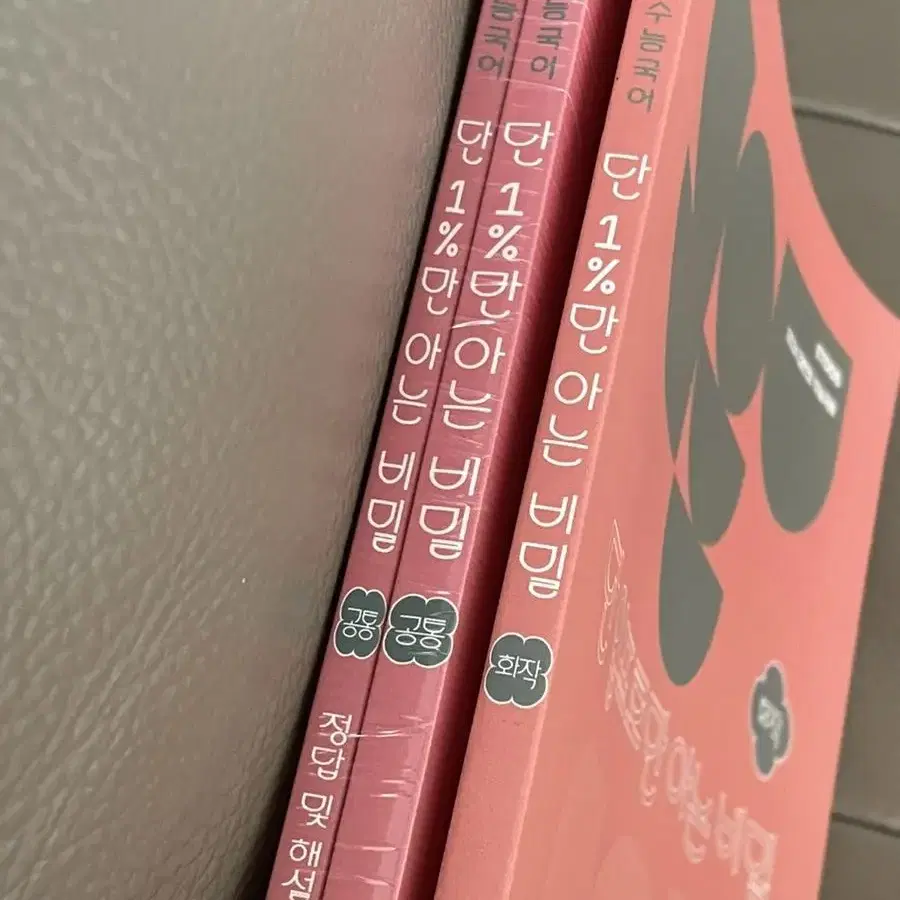 능국어
단 1%만 아는 비밀
공통
정답 및 해설
능국어
단 1%만 아는 비밀
공통
수능국어
단 1%만 아는 비밀
화작
화작